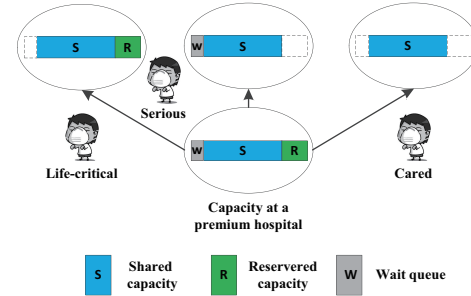 S R
W S
S
Serious
Life-critical
W S R
Cared
Capacity at a
premium hospital
S Shared
capacity
R Reservered
capacity
W Wait queue